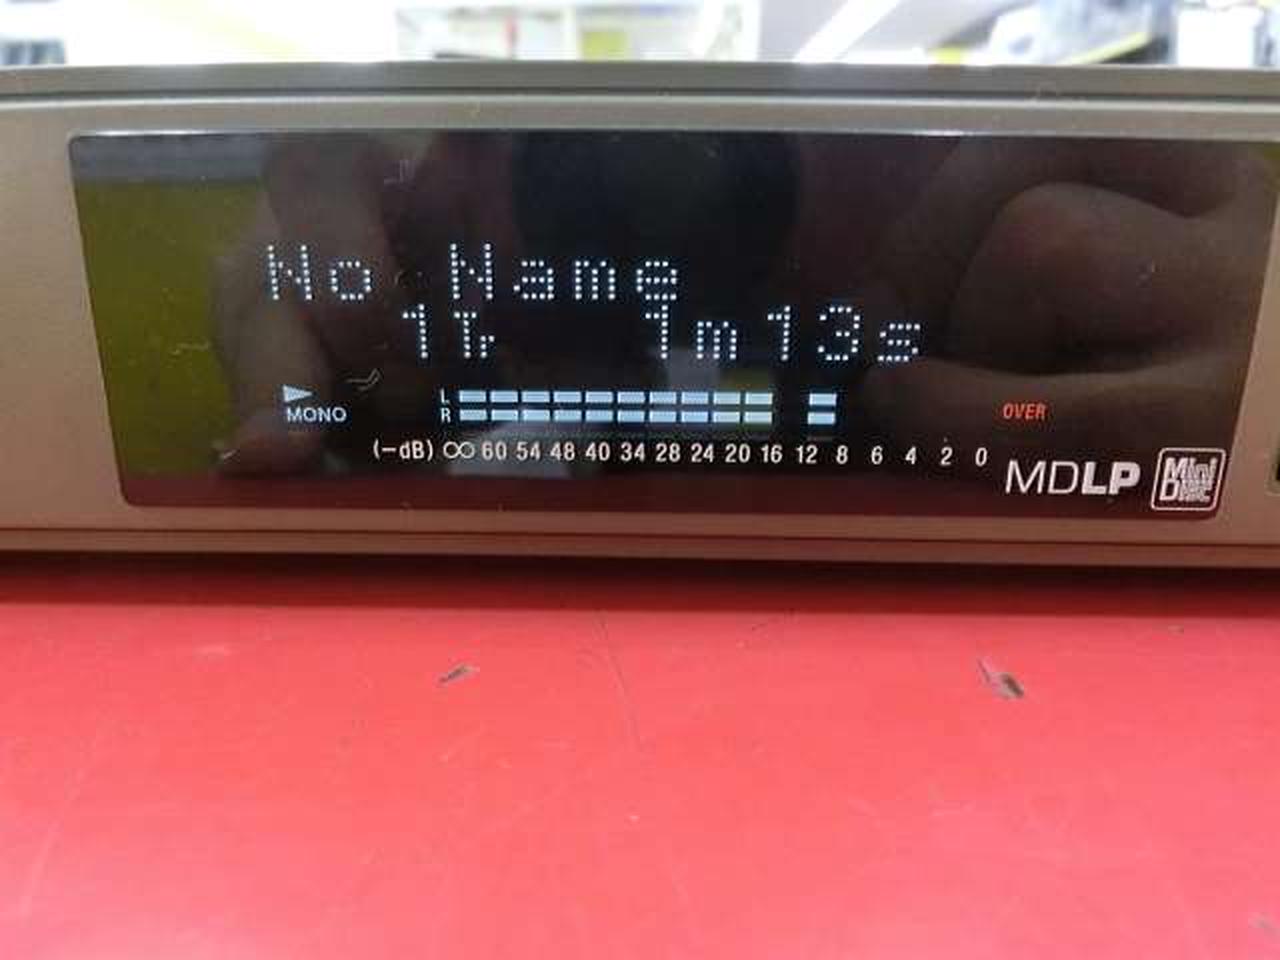 No Name
1Tr 1m13s
L
MONO R
OVER
(−dB) ∞ 60 54 48 40 34 28 24 20 16 12 8 6 4 2 0
MDLP Mini Disc